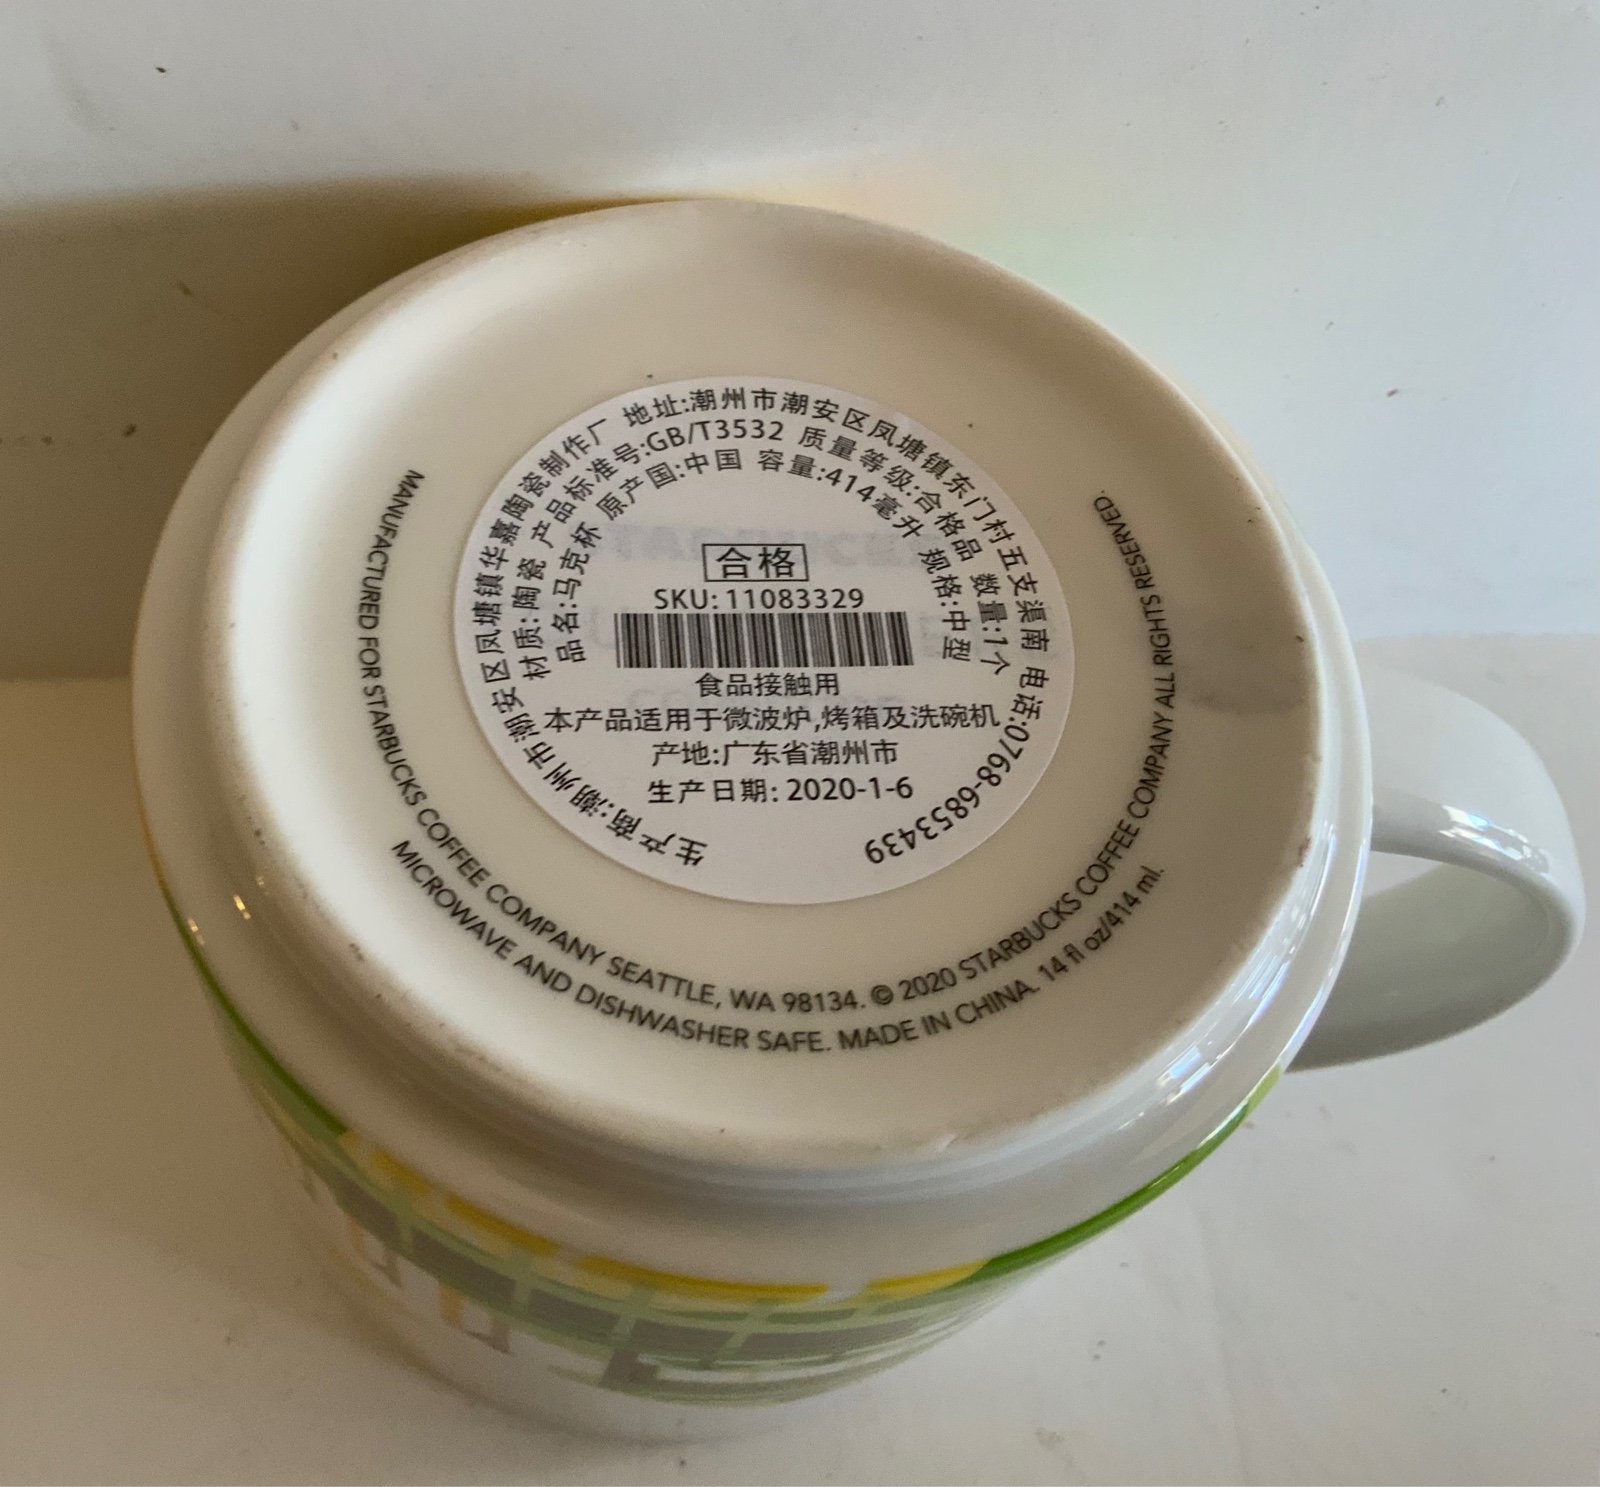 生产商:潮州市潮安区凤塘镇华嘉陶瓷制作厂 地址:潮州市潮安区凤塘镇东门村五支渠南 电话:0768-6853439
材质:陶瓷 产品标准号:GB/T3532 质量等级:合格品 数量:1个
品名:马克杯 原产国:中国 容量:414毫升 规格:中型
合格
SKU: 11083329
食品接触用
本产品适用于微波炉,烤箱及洗碗机
产地:广东省潮州市
生产日期: 2020-1-6
MANUFACTURED FOR STARBUCKS COFFEE COMPANY SEATTLE, WA 98134. © 2020 STARBUCKS COFFEE COMPANY ALL RIGHTS RESERVED.
MICROWAVE AND DISHWASHER SAFE. MADE IN CHINA. 14 fl oz/414 ml.